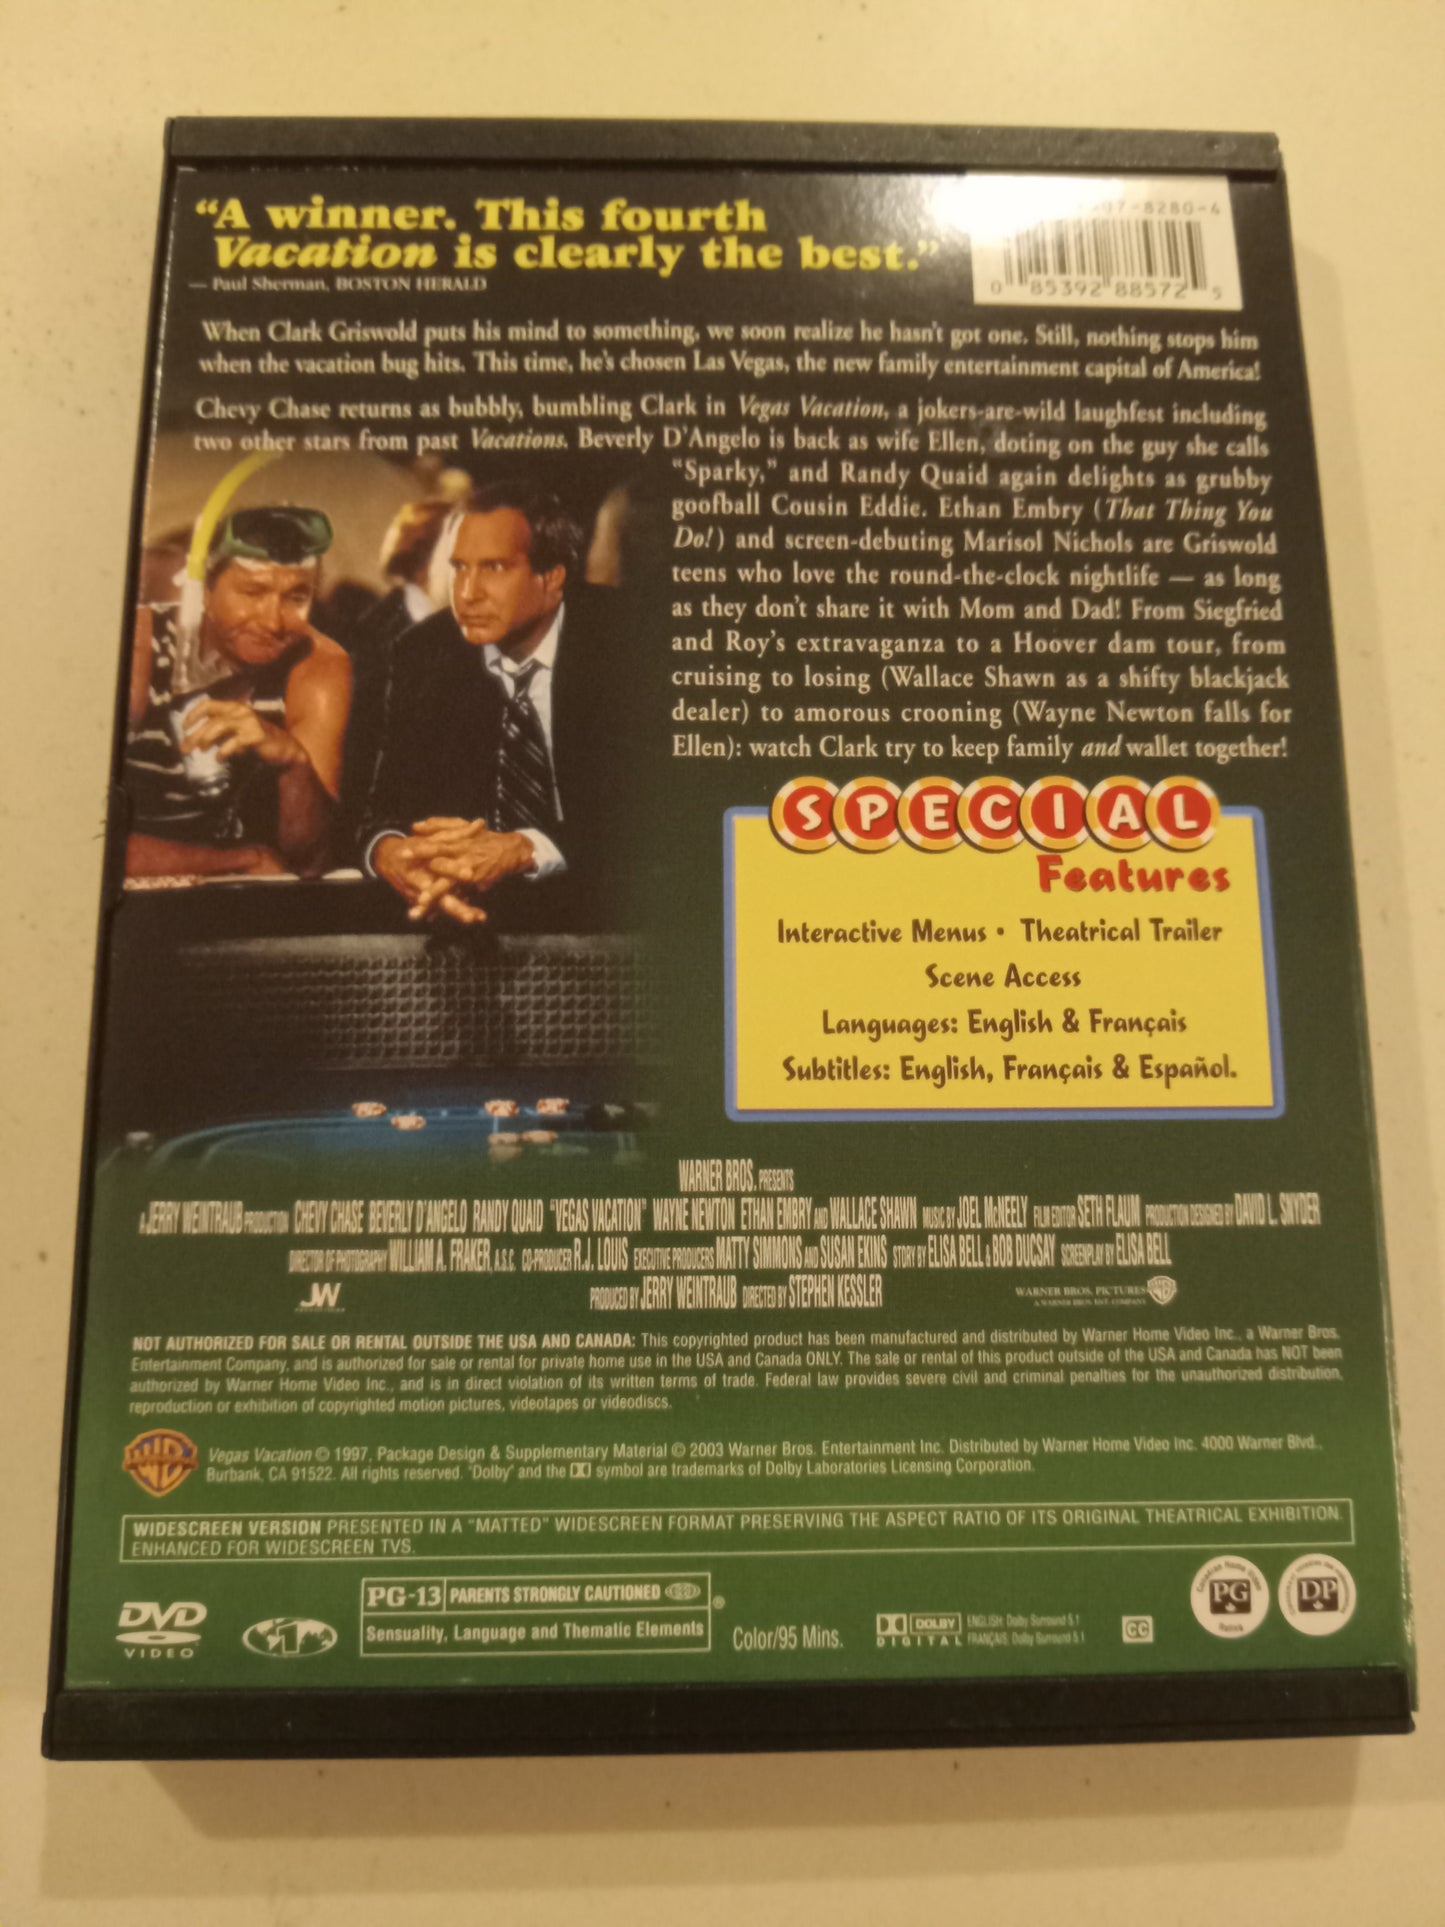 “A winner. This fourth
Vacation is clearly the best.”
— Paul Sherman, BOSTON HERALD
8280-4
0 85392 88572 5
When Clark Griswold puts his mind to something, we soon realize he hasn't got one. Still, nothing stops him
when the vacation bug hits. This time, he's chosen Las Vegas, the new family entertainment capital of America!
Chevy Chase returns as bubbly, bumbling Clark in Vegas Vacation, a jokers-are-wild laughfest including
two other stars from past Vacations. Beverly D'Angelo is back as wife Ellen, doting on the guy she calls
“Sparky,” and Randy Quaid again delights as grubby
goofball Cousin Eddie. Ethan Embry (That Thing You
Do!) and screen-debuting Marisol Nichols are Griswold
teens who love the round-the-clock nightlife — as long
as they don't share it with Mom and Dad! From Siegfried
and Roy's extravaganza to a Hoover dam tour, from
cruising to losing (Wallace Shawn as a shifty blackjack
dealer) to amorous crooning (Wayne Newton falls for
Ellen): watch Clark try to keep family and wallet together!
SPECIAL
Features
Interactive Menus • Theatrical Trailer
Scene Access
Languages: English & Français
Subtitles: English, Français & Español.
WARNER BROS. PRESENTS
A JERRY WEINTRAUB PRODUCTION CHEVY CHASE BEVERLY D'ANGELO RANDY QUAID "VEGAS VACATION" WAYNE NEWTON ETHAN EMBRY AND WALLACE SHAWN MUSIC BY JOEL McNEELY FILM EDITOR SETH FLAUM PRODUCTION DESIGNED BY DAVID L. SNYDER
DIRECTOR OF PHOTOGRAPHY WILLIAM A. FRAKER, A.S.C. CO-PRODUCER R.J. LOUIS EXECUTIVE PRODUCERS MATTY SIMMONS AND SUSAN EKINS STORY BY ELISA BELL & BOB DUCSAY SCREENPLAY BY ELISA BELL
JW PRODUCED BY JERRY WEINTRAUB DIRECTED BY STEPHEN KESSLER WARNER BROS. PICTURES
NOT AUTHORIZED FOR SALE OR RENTAL OUTSIDE THE USA AND CANADA: This copyrighted product has been manufactured and distributed by Warner Home Video Inc., a Warner Bros.
Entertainment Company, and is authorized for sale or rental for private home use in the USA and Canada ONLY. The sale or rental of this product outside of the USA and Canada has NOT been
authorized by Warner Home Video Inc., and is in direct violation of its written terms of trade. Federal law provides severe civil and criminal penalties for the unauthorized distribution,
reproduction or exhibition of copyrighted motion pictures, videotapes or videodiscs.
Vegas Vacation © 1997, Package Design & Supplementary Material © 2003 Warner Bros. Entertainment Inc. Distributed by Warner Home Video Inc. 4000 Warner Blvd.,
Burbank, CA 91522. All rights reserved. "Dolby" and the symbol are trademarks of Dolby Laboratories Licensing Corporation.
WIDESCREEN VERSION PRESENTED IN A "MATTED" WIDESCREEN FORMAT PRESERVING THE ASPECT RATIO OF ITS ORIGINAL THEATRICAL EXHIBITION.
ENHANCED FOR WIDESCREEN TVS.
DVD
VIDEO
1
PG-13 PARENTS STRONGLY CAUTIONED ®
Sensuality, Language and Thematic Elements
Color/95 Mins.
DOLBY
DIGITAL
ENGLISH: Dolby Surround 5.1
FRANÇAIS: Dolby Surround 5.1
CC
PG
DP